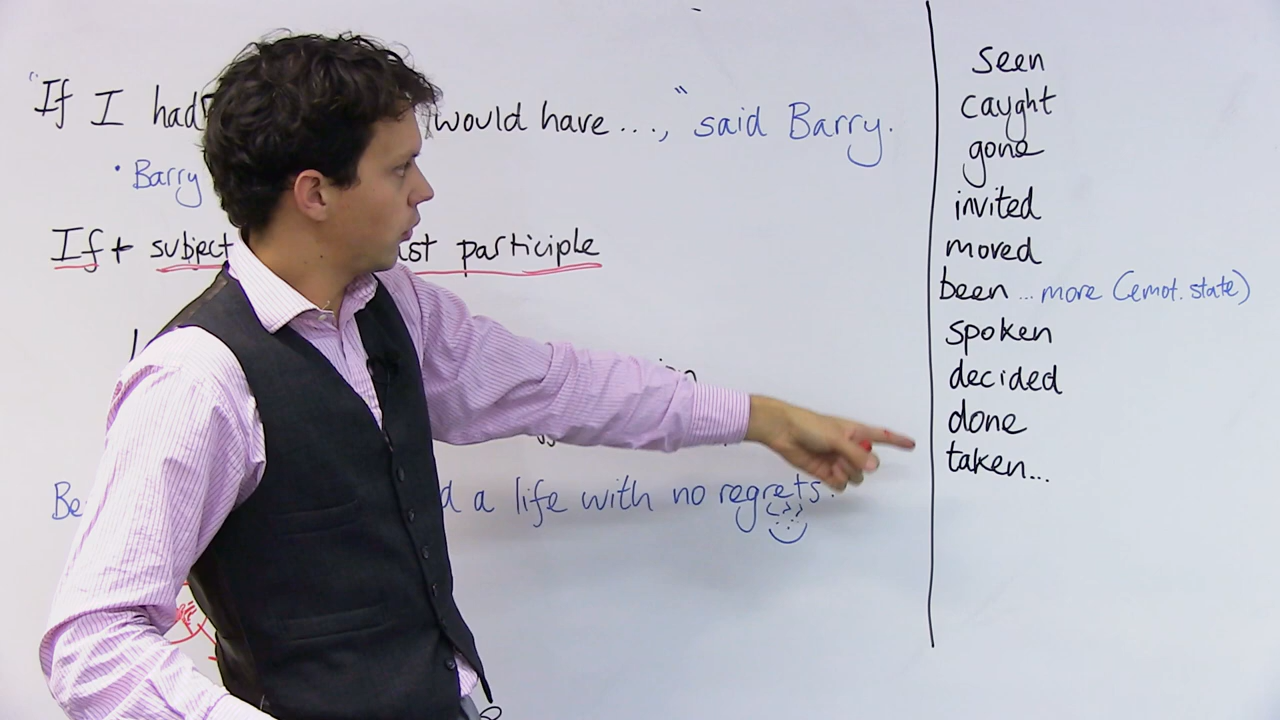 "If I had would have...," said Barry.
• Barry
If + subject participle
Be a life with no regrets.
seen
caught
gone
invited
moved
been ... more (emot. state)
spoken
decided
done
taken...